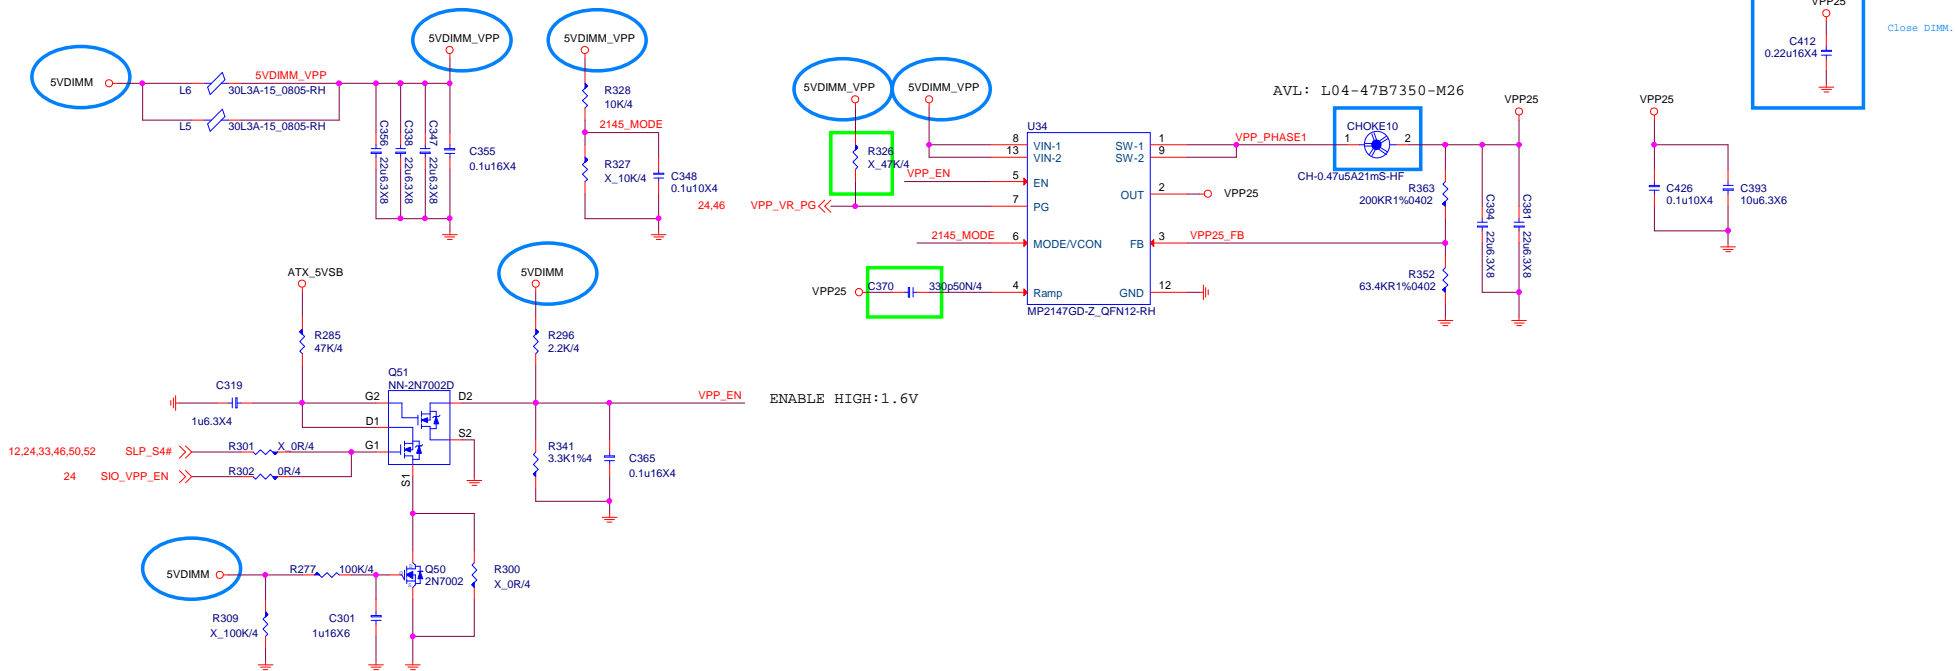 5VDIMM
L6
5VDIMM_VPP
30L3A-15_0805-RH
L5
30L3A-15_0805-RH
5VDIMM_VPP
C356
22u6.3X8
C338
22u6.3X8
C347
22u6.3X8
C355
0.1u16X4
5VDIMM_VPP
R328
10K/4
2145_MODE
R327
X_10K/4
C348
0.1u10X4
5VDIMM_VPP
5VDIMM_VPP
R326
X_47K/4
VPP_EN
24,46
VPP_VR_PG
2145_MODE
VPP25
C370
330p50N/4
U34
8
VIN-1
13
VIN-2
5
EN
7
PG
6
MODE/VCON
4
Ramp
SW-1
1
SW-2
9
OUT
2
FB
3
GND
12
MP2147GD-Z_QFN12-RH
VPP_PHASE1
VPP25
VPP25_FB
AVL: L04-47B7350-M26
CHOKE10
1
2
CH-0.47u5A21mS-HF
VPP25
R363
200KR1%0402
R352
63.4KR1%0402
C394
22u6.3X8
C381
22u6.3X8
VPP25
C426
0.1u10X4
C393
10u6.3X6
VPP25
C412
0.22u16X4
Close DIMM.
ATX_5VSB
R285
47K/4
C319
1u6.3X4
Q51
NN-2N7002D
G2
D2
D1
S2
G1
S1
12,24,33,46,50,52
SLP_S4#
R301
X_0R/4
24
SIO_VPP_EN
R302
0R/4
5VDIMM
R296
2.2K/4
VPP_EN
ENABLE HIGH:1.6V
R341
3.3K1%4
C365
0.1u16X4
5VDIMM
R277
100K/4
Q50
2N7002
R300
X_0R/4
R309
X_100K/4
C301
1u16X6